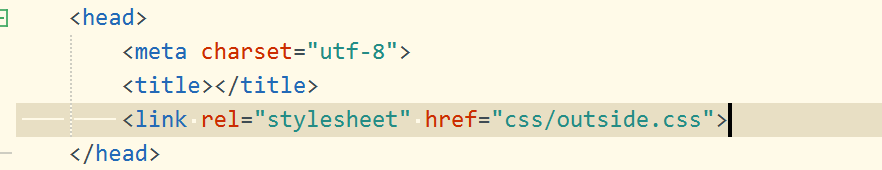 <head>
<meta charset="utf-8">
<title></title>
<link rel="stylesheet" href="css/outside.css">
</head>